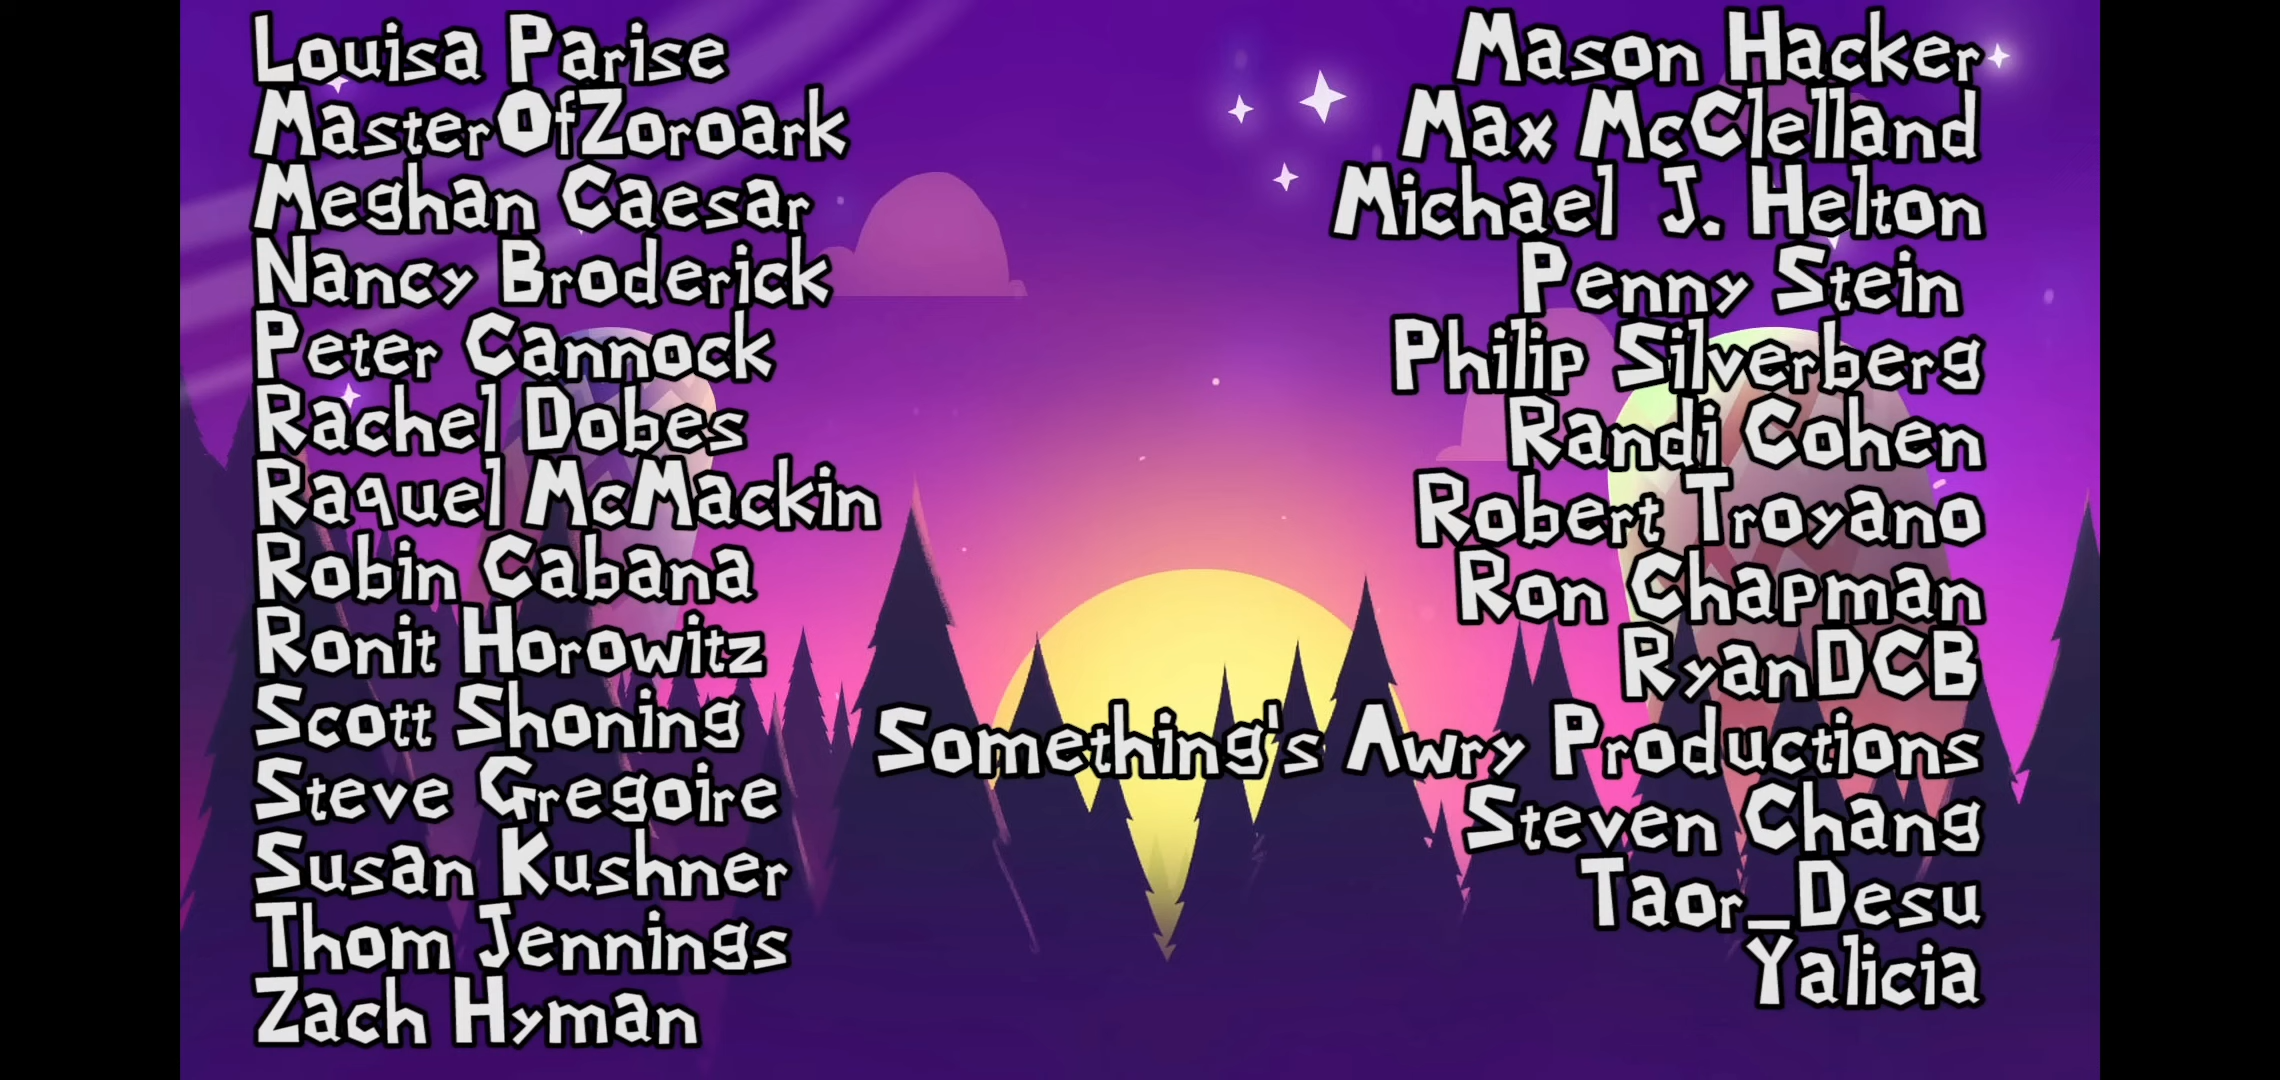 Louisa Parise
MasterOfZoroark
Meghan Caesar
Nancy Broderick
Peter Cannock
Rachel Dobes
Raquel McMackin
Robin Cabana
Ronit Horowitz
Scott Shoning
Steve Gregoire
Susan Kushner
Thom Jennings
Zach Hyman
Mason Hacker
Max McClelland
Michael J. Helton
Penny Stein
Philip Silverberg
Randi Cohen
Robert Troyano
Ron Chapman
RyanDCB
Something's Awry Productions
Steven Chang
Taor_Desu
Yalicia